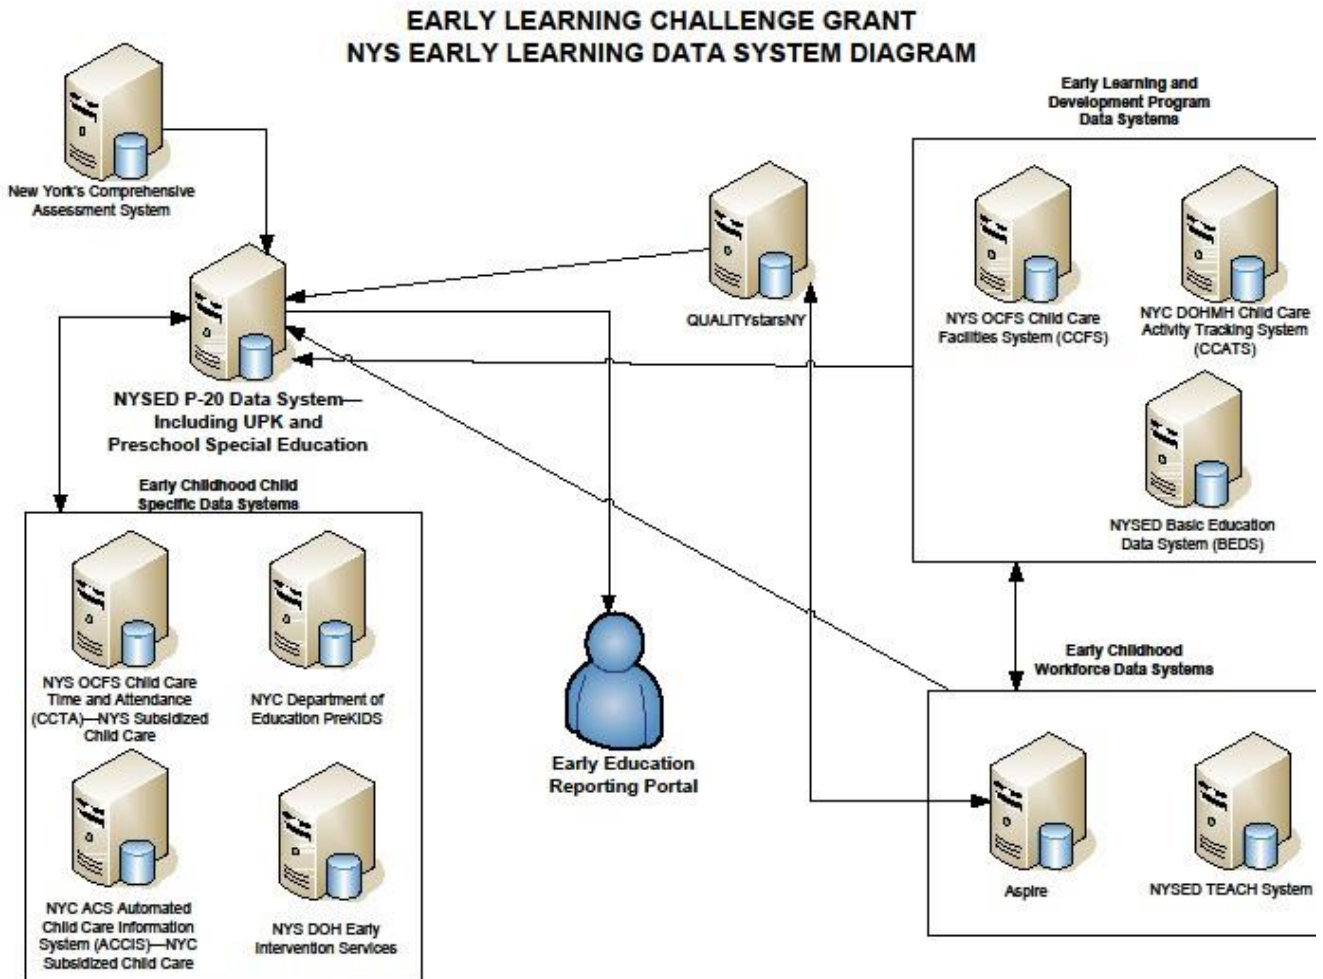 EARLY LEARNING CHALLENGE GRANT
NYS EARLY LEARNING DATA SYSTEM DIAGRAM
New York's Comprehensive
Assessment System
Early Learning and
Development Program
Data Systems
QUALITYstarsNY
NYS OCFS Child Care
Facilities System (CCFS)
NYC DOHMH Child Care
Activity Tracking System
(CCATS)
NYSED P-20 Data System—
Including UPK and
Preschool Special Education
NYSED Basic Education
Data System (BEDS)
Early Childhood Child
Specific Data Systems
NYS OCFS Child Care
Time and Attendance
(CCTA)—NYS Subsidized
Child Care
NYC Department of
Education PreKIDS
Early Childhood
Workforce Data Systems
Early Education
Reporting Portal
Aspire
NYSED TEACH System
NYC ACS Automated
Child Care Information
System (ACCIS)—NYC
Subsidized Child Care
NYS DOH Early
Intervention Services